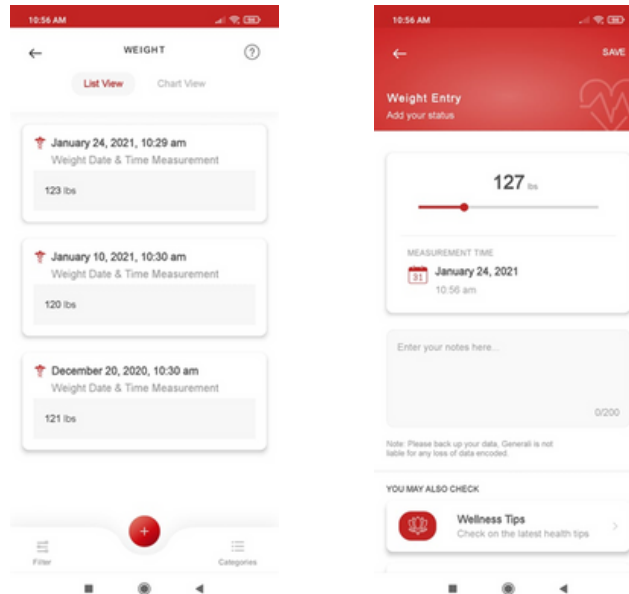 10:56 AM
WEIGHT
?
List View
Chart View
January 24, 2021, 10:29 am
Weight Date & Time Measurement
123 lbs
January 10, 2021, 10:30 am
Weight Date & Time Measurement
120 lbs
December 20, 2020, 10:30 am
Weight Date & Time Measurement
121 lbs
+
Filter
Categories
10:56 AM
SAVE
Weight Entry
Add your status
127 lbs
MEASUREMENT TIME
31
January 24, 2021
10:56 am
Enter your notes here...
0/200
Note: Please back up your data, Generali is not
liable for any loss of data encoded.
YOU MAY ALSO CHECK
Wellness Tips
Check on the latest health tips